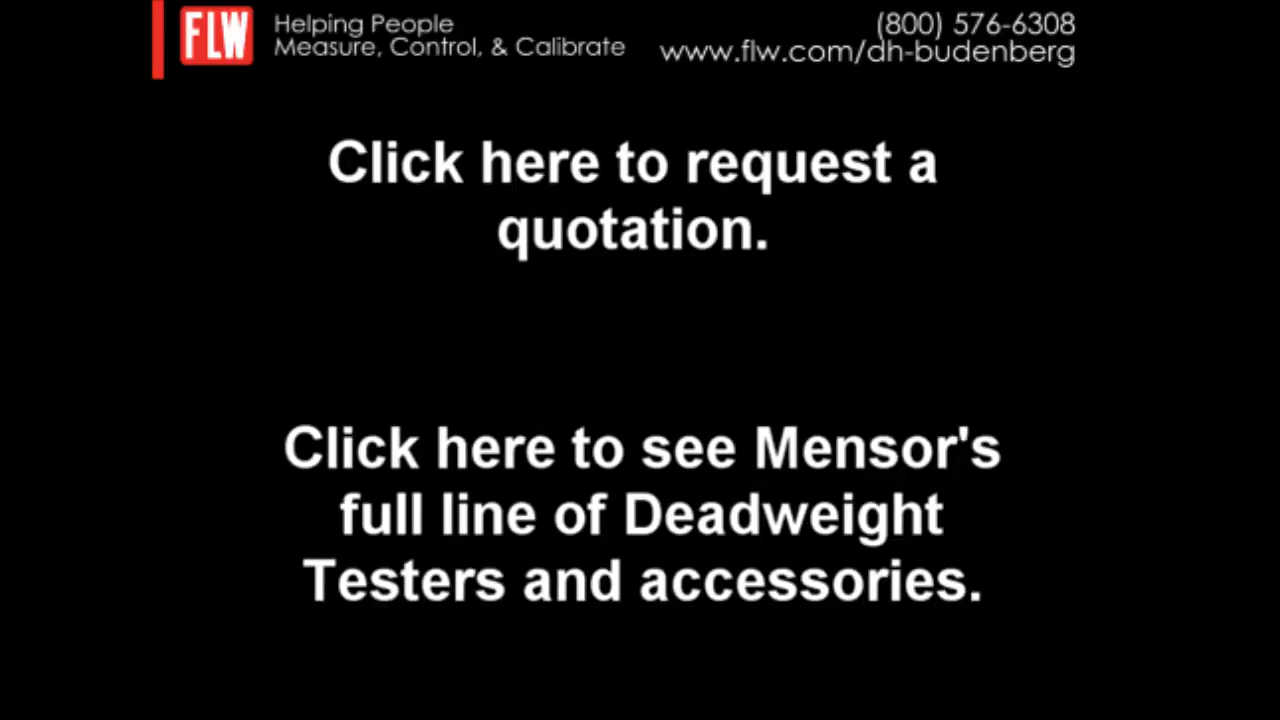 FLW
Helping People
Measure, Control, & Calibrate
(800) 576-6308
www.flw.com/dh-budenberg
Click here to request a
quotation.
Click here to see Mensor's
full line of Deadweight
Testers and accessories.